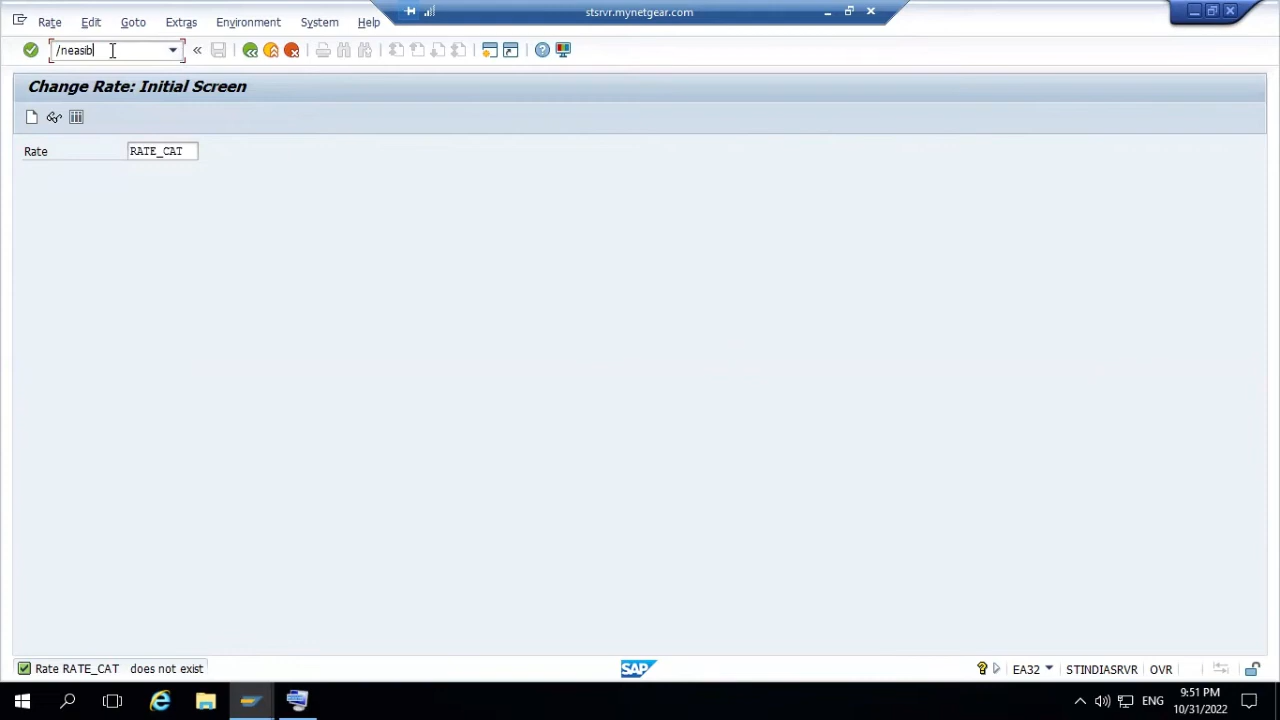 Rate Edit Goto Extras Environment System Help
stsrvr.mynetgear.com
/neasib
Change Rate: Initial Screen
Rate RATE_CAT
Rate RATE_CAT does not exist
SAP
EA32 STINDIASRVR OVR
ENG
9:51 PM
10/31/2022